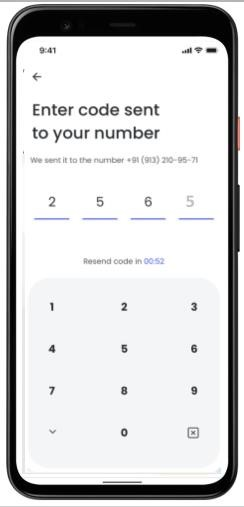 9:41
Enter code sent
to your number
We sent it to the number +91 (913) 210-95-71
2 5 6 5
Resend code in 00:52
1 2 3
4 5 6
7 8 9
0